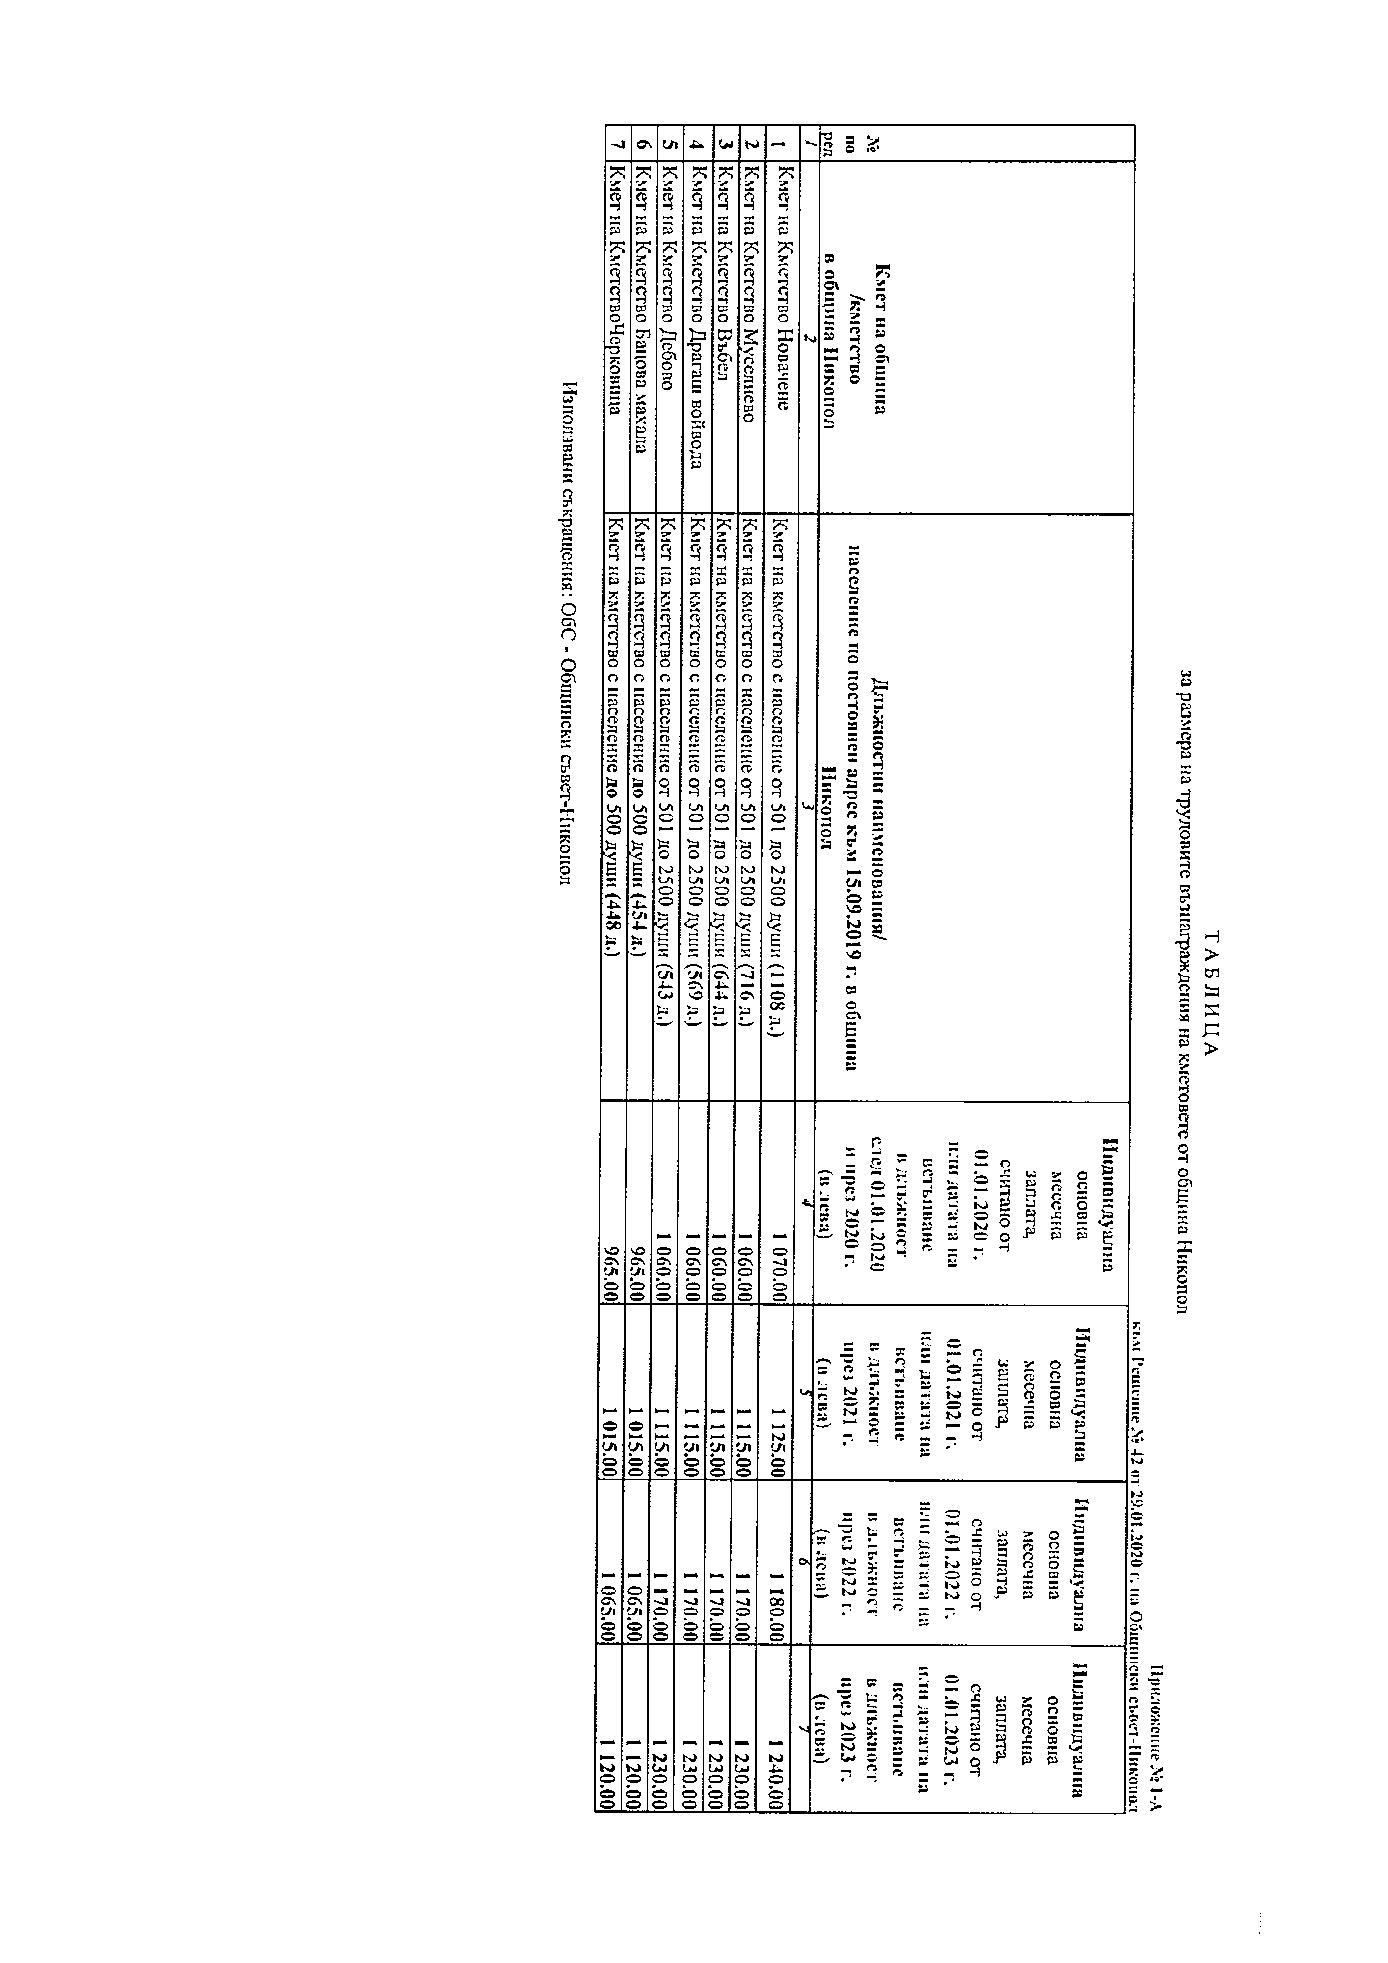 ТАБЛИЦА
за размера на трудовите възнаграждения на кметовете от община Никопол
Приложение № 1-А
към Решение № 42 от 29.01.2020 г. на Общински съвет-Никопол
№
по
ред
Кмет на община
/кметство
в община Никопол
Длъжностни наименования/
население по постоянен адрес към 15.09.2019 г. в община
Никопол
Индивидуална
основна
месечна
заплата,
считано от
01.01.2020 г.
или датата на
встъпване
в длъжност
след 01.01.2020
и през 2020 г.
(в лева)
Индивидуална
основна
месечна
заплата,
считано от
01.01.2021 г.
или датата на
встъпване
в длъжност
през 2021 г.
(в лева)
Индивидуална
основна
месечна
заплата,
считано от
01.01.2022 г.
или датата на
встъпване
в длъжност
през 2022 г.
(в лева)
Индивидуална
основна
месечна
заплата,
считано от
01.01.2023 г.
или датата на
встъпване
в длъжност
през 2023 г.
(в лева)
1 2 3 4 5 6 7
1 Кмет на Кметство Новачене Кмет на кметство с население от 501 до 2500 души (1108 д.) 1 070.00 1 125.00 1 180.00 1 240.00
2 Кмет на Кметство Муселиево Кмет на кметство с население от 501 до 2500 души (716 д.) 1 060.00 1 115.00 1 170.00 1 230.00
3 Кмет на Кметство Въбел Кмет на кметство с население от 501 до 2500 души (644 д.) 1 060.00 1 115.00 1 170.00 1 230.00
4 Кмет на Кметство Драгаш войвода Кмет на кметство с население от 501 до 2500 души (569 д.) 1 060.00 1 115.00 1 170.00 1 230.00
5 Кмет на Кметство Дебово Кмет на кметство с население от 501 до 2500 души (543 д.) 1 060.00 1 115.00 1 170.00 1 230.00
6 Кмет на Кметство Бацова махала Кмет на кметство с население до 500 души (454 д.) 965.00 1 015.00 1 065.00 1 120.00
7 Кмет на КметствоЧерковица Кмет на кметство с население до 500 души (448 д.) 965.00 1 015.00 1 065.00 1 120.00
Използвани съкращения: ОбС - Общински съвет-Никопол